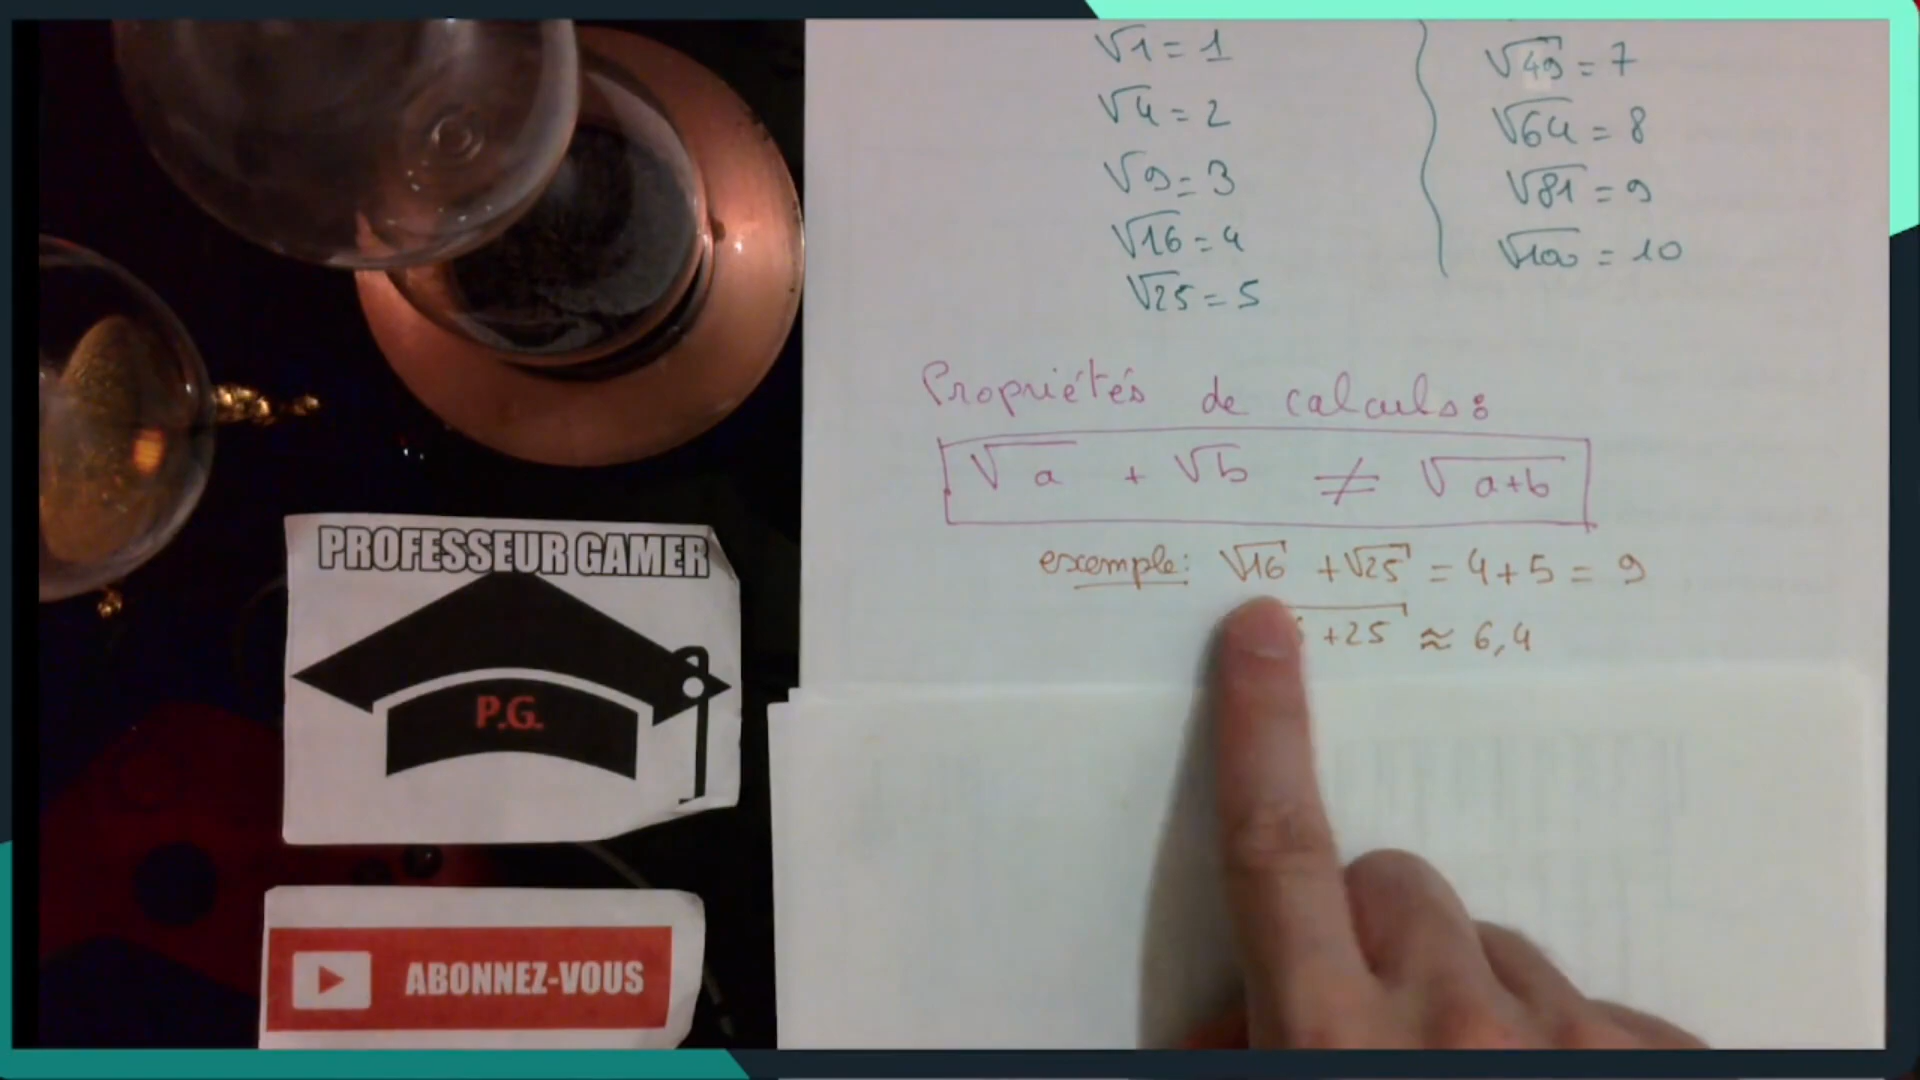 √1 = 1
√4 = 2
√9 = 3
√16 = 4
√25 = 5
√49 = 7
√64 = 8
√81 = 9
√100 = 10
Propriétés de calculs :
√a + √b ≠ √a+b
exemple : √16 + √25 = 4 + 5 = 9
+ 25 ≈ 6,4
PROFESSEUR GAMER
P.G.
ABONNEZ-VOUS